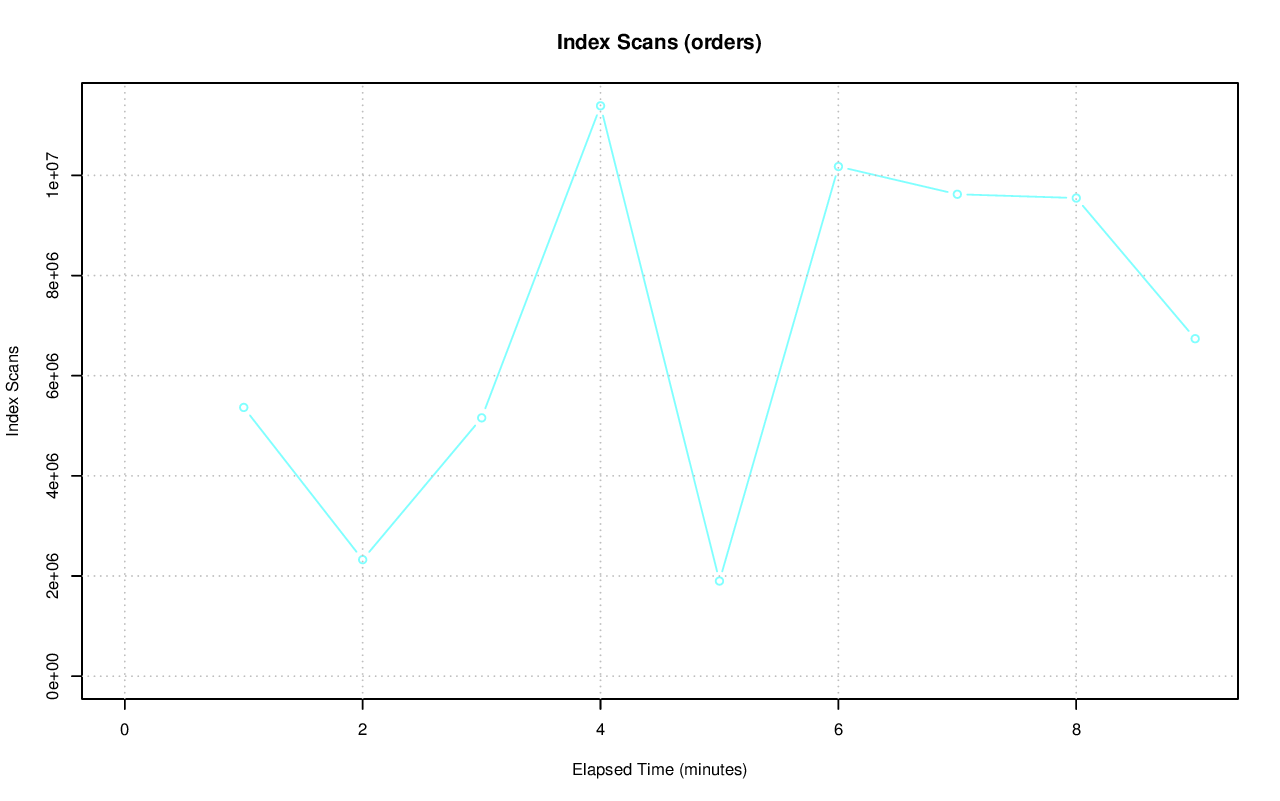 Index Scans (orders)
Index Scans
1e+07
8e+06
6e+06
4e+06
2e+06
0e+00
0 2 4 6 8
Elapsed Time (minutes)